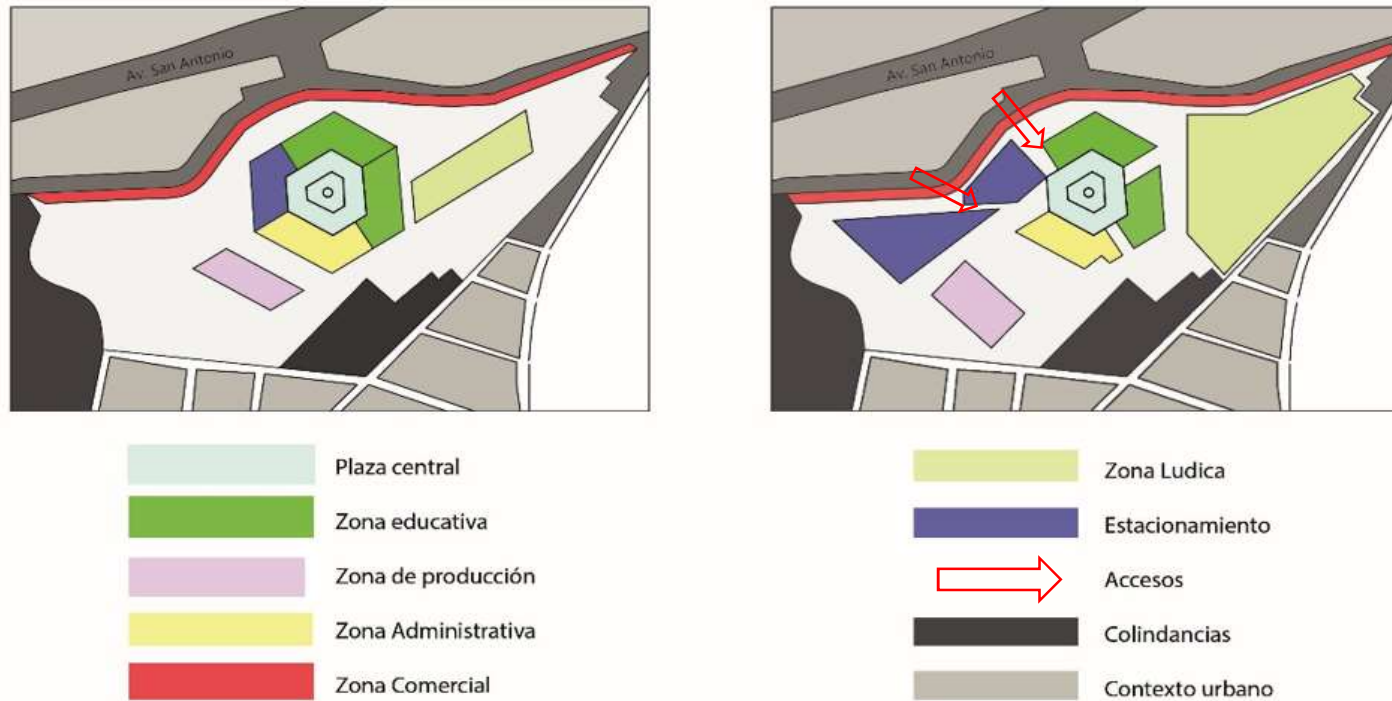 Av. San Antonio
Av. San Antonio
Plaza central
Zona educativa
Zona de producción
Zona Administrativa
Zona Comercial
Zona Ludica
Estacionamiento
Accesos
Colindancias
Contexto urbano